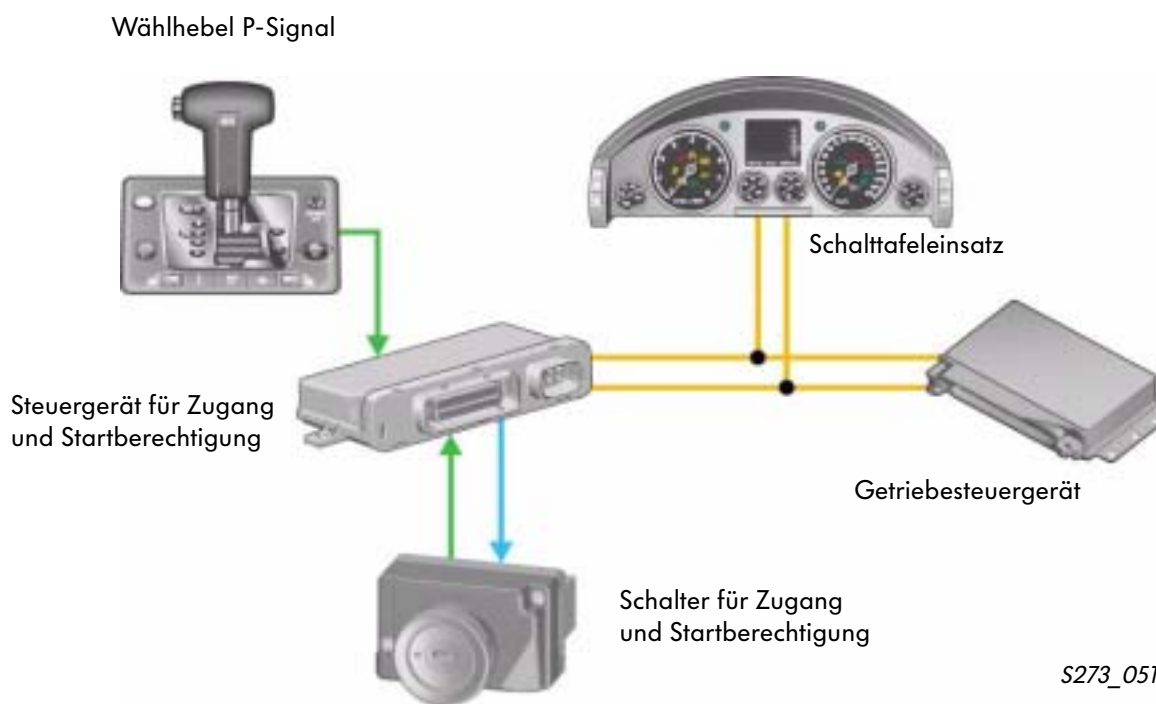 Wählhebel P-Signal
Schalttafeleinsatz
Steuergerät für Zugang
und Startberechtigung
Getriebesteuergerät
Schalter für Zugang
und Startberechtigung
S273_051